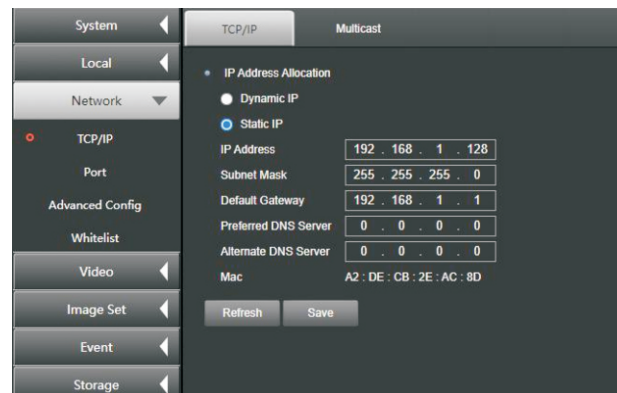 System
Local
Network
TCP/IP
Port
Advanced Config
Whitelist
Video
Image Set
Event
Storage
TCP/IP Multicast
IP Address Allocation
Dynamic IP
Static IP
IP Address 192 . 168 . 1 . 128
Subnet Mask 255 . 255 . 255 . 0
Default Gateway 192 . 168 . 1 . 1
Preferred DNS Server 0 . 0 . 0 . 0
Alternate DNS Server 0 . 0 . 0 . 0
Mac A2 : DE : CB : 2E : AC : 8D
Refresh Save